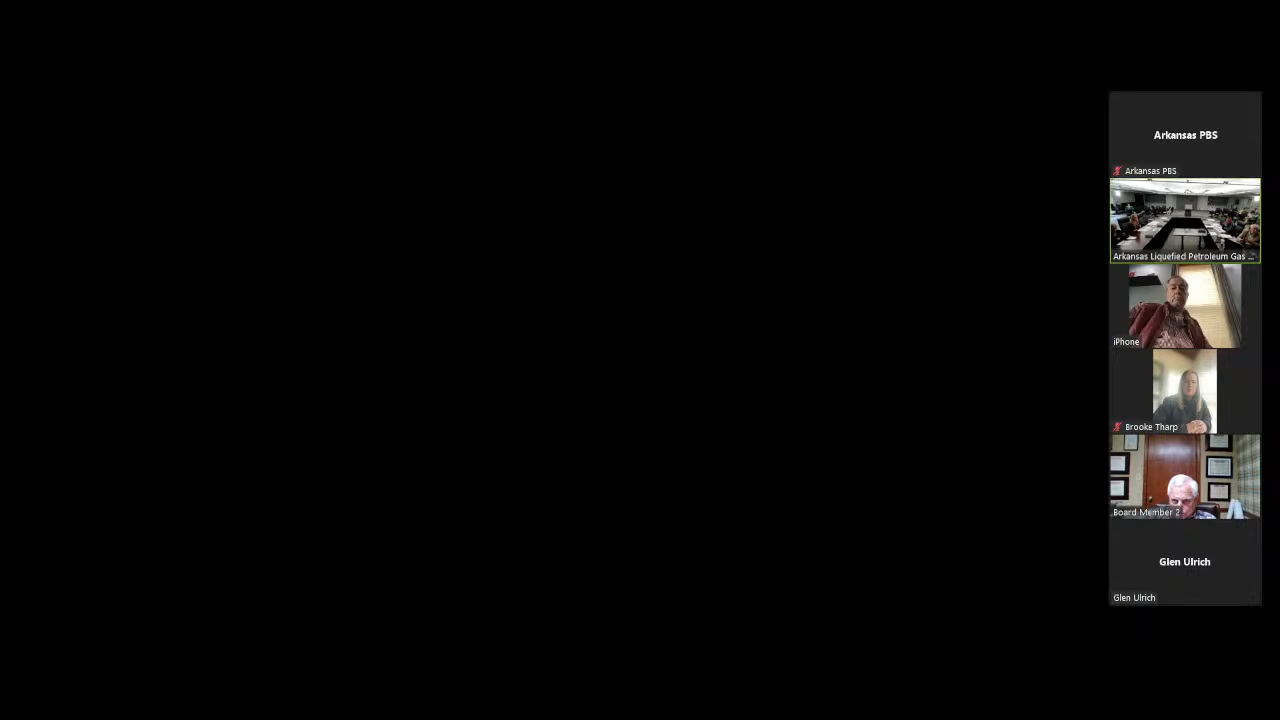 Arkansas PBS
Arkansas PBS
Arkansas Liquefied Petroleum Gas ...
iPhone
Brooke Tharp
Board Member 2
Glen Ulrich
Glen Ulrich